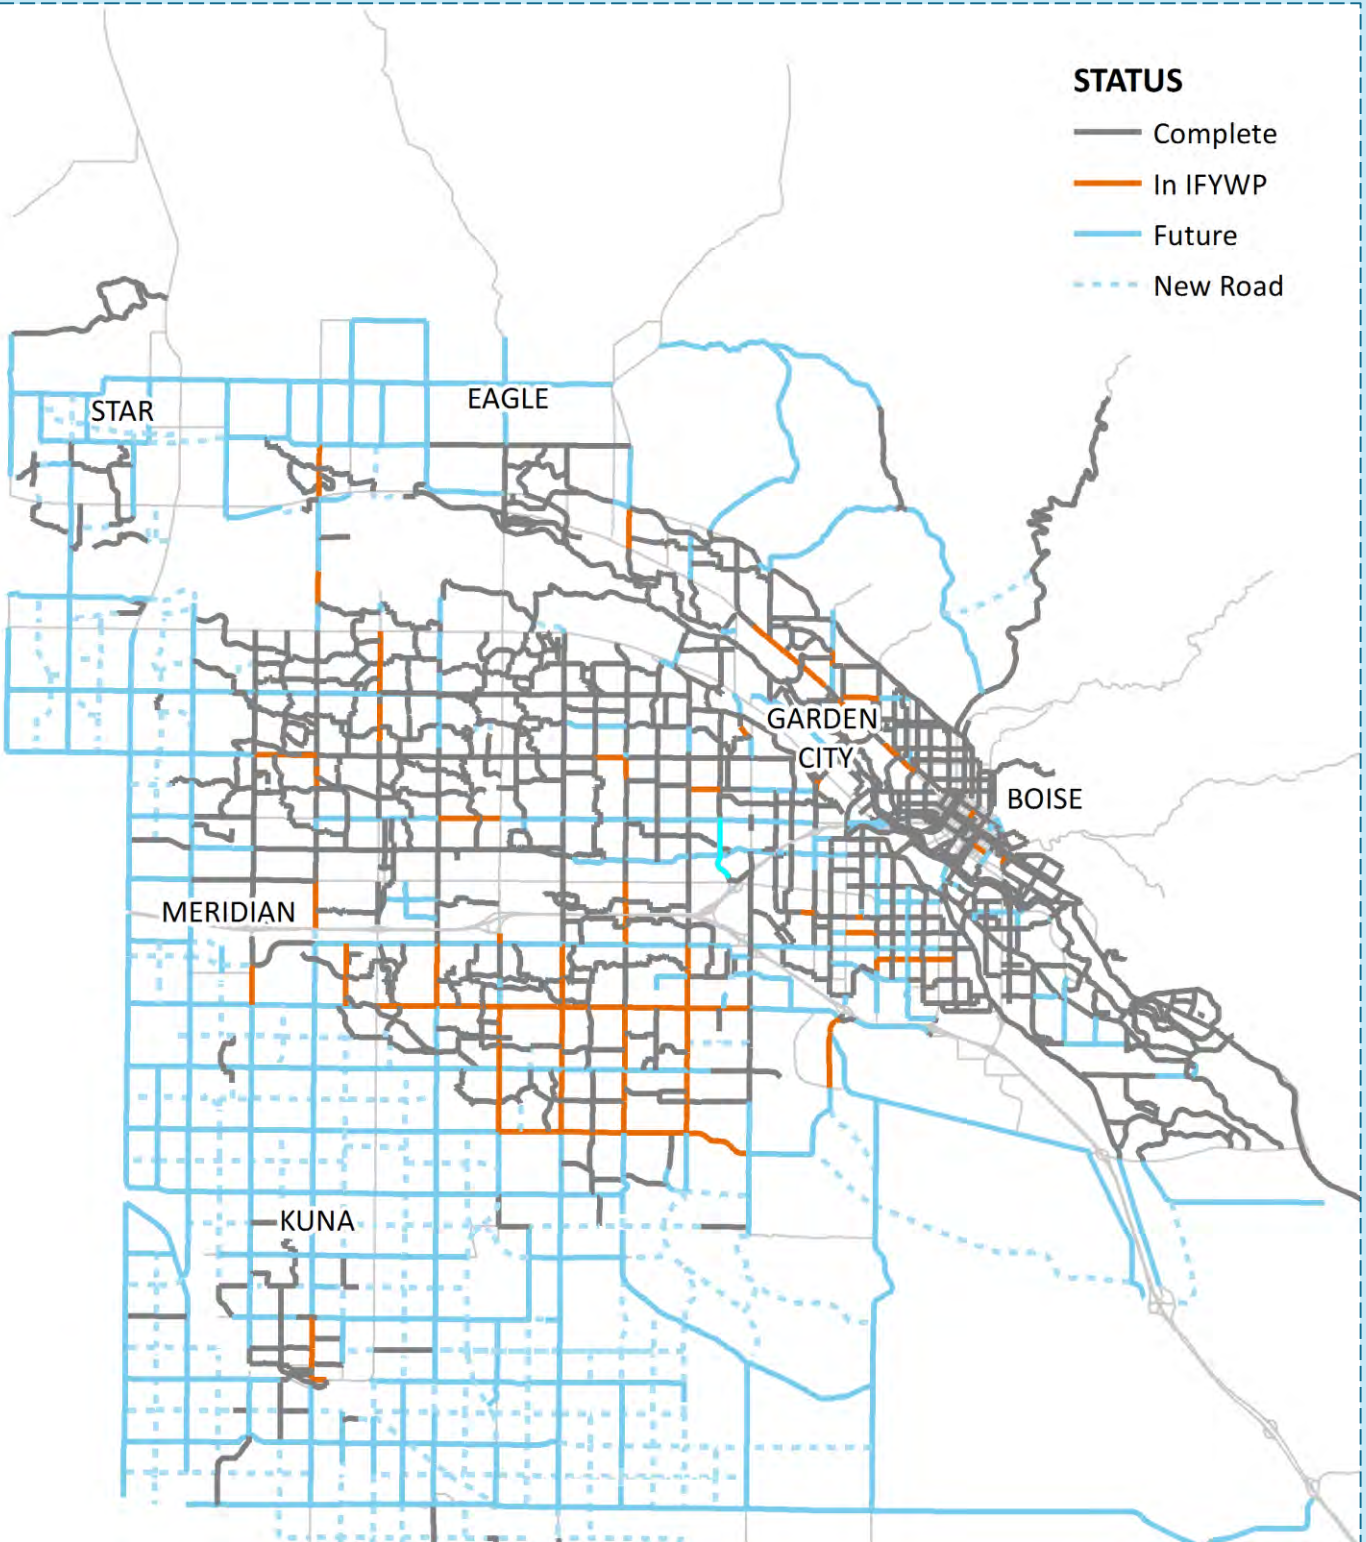 STATUS
Complete
In IFYWP
Future
New Road
EAGLE
STAR
GARDEN
CITY
BOISE
MERIDIAN
KUNA